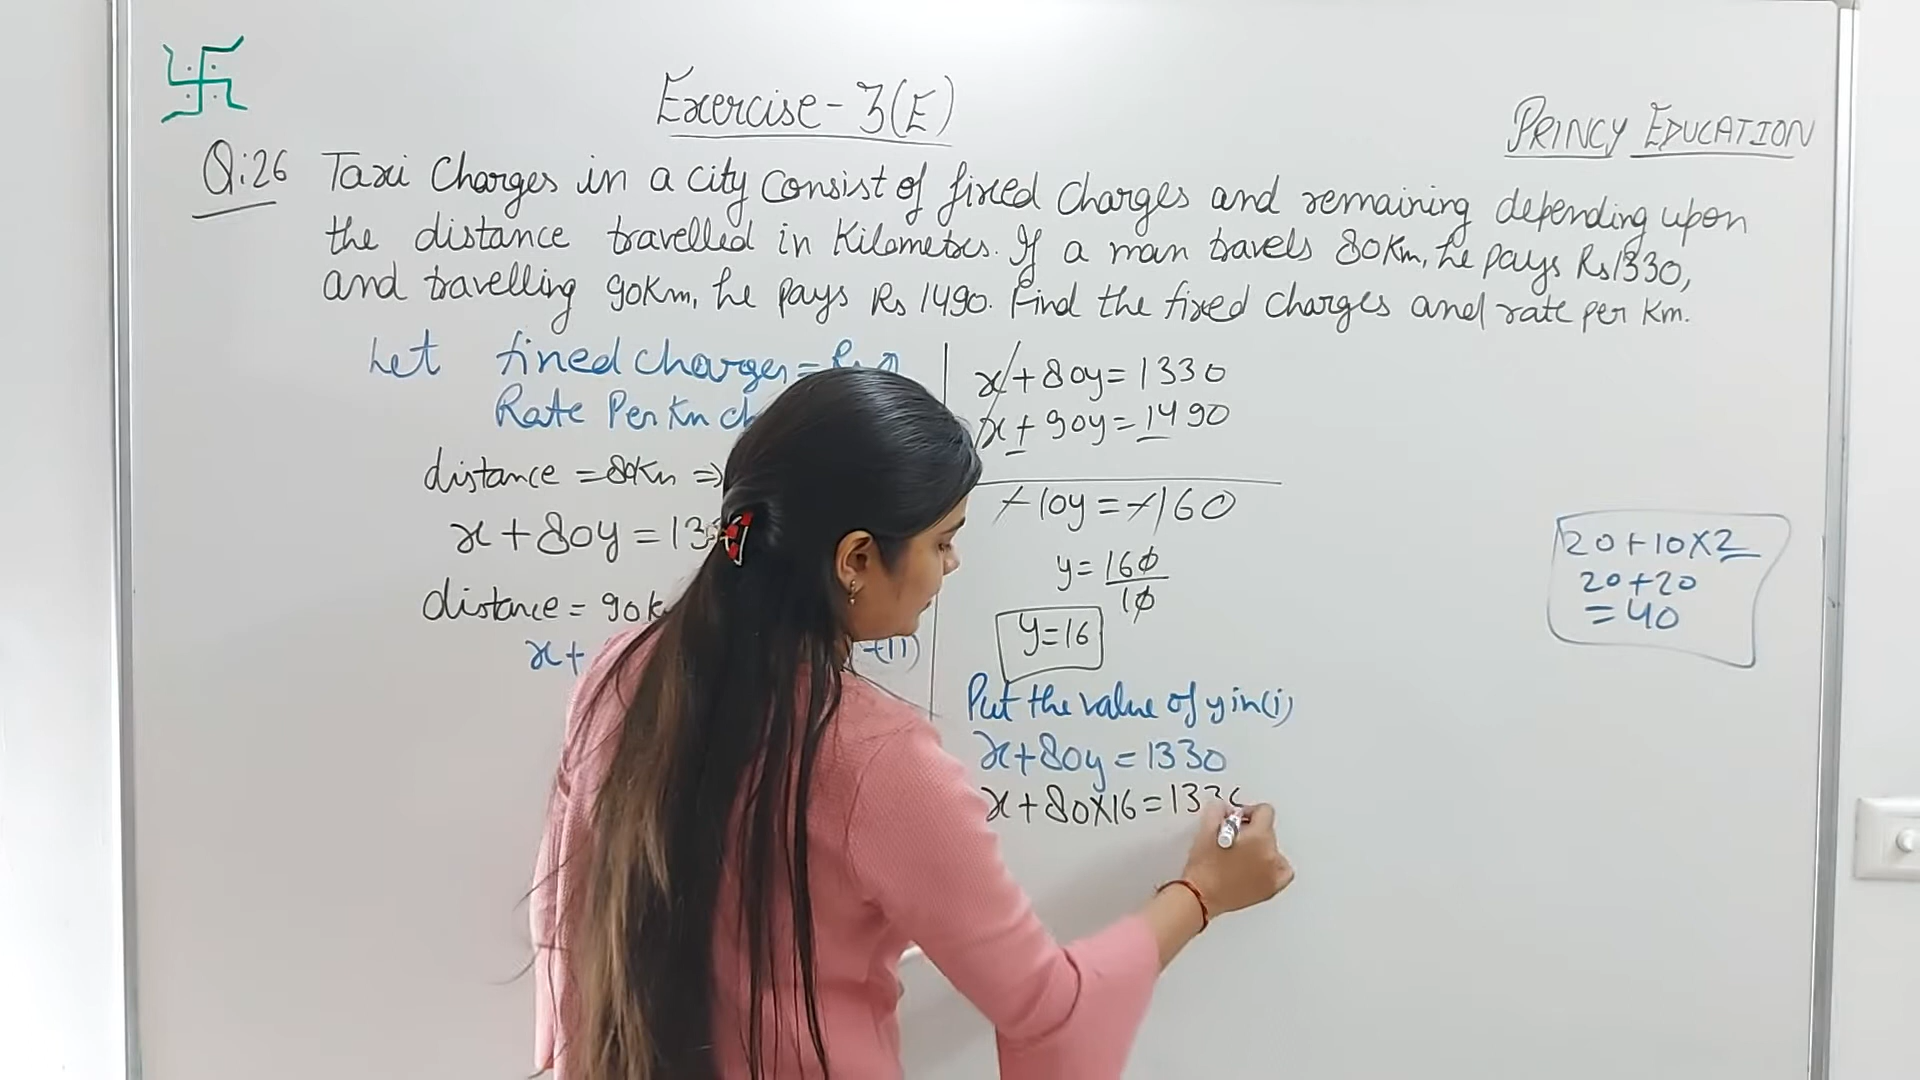 Exercise-3(E)
PRINCY EDUCATION
Q:26 Taxi Charges in a city consist of fixed charges and remaining depending upon
the distance travelled in Kilometres. If a man travels 80Km, he pays Rs1330,
and travelling 90Km, he pays Rs 1490. Find the fixed charges and rate per Km.
Let fixed charges =
Rate Per Km
distance = 80Km ⇒
x + 80y = 13
distance = 90K
x +
x + 80y = 1330
x + 90y = 1490
-10y = -160
y = 160
10
y = 16
Put the value of y in (i)
x + 80y = 1330
x + 80×16 = 133
20+10×2
20+20
= 40